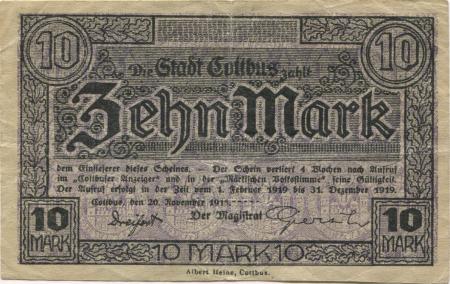 10 10
Die Stadt Cottbus zahlt
Zehn Mark
dem Einlieferer dieses Scheines. Der Schein verliert 4 Wochen nach Aufruf
im "Cottbuser Anzeiger" und in der "Märkischen Volksstimme" seine Gültigkeit.
Der Aufruf erfolgt in der Zeit vom 1. Februar 1919 bis 31. Dezember 1919.
Cottbus, den 20. November 1918
Der Magistrat
10 MARK 10 MARK 10 10 MARK
Albert Heine, Cottbus.